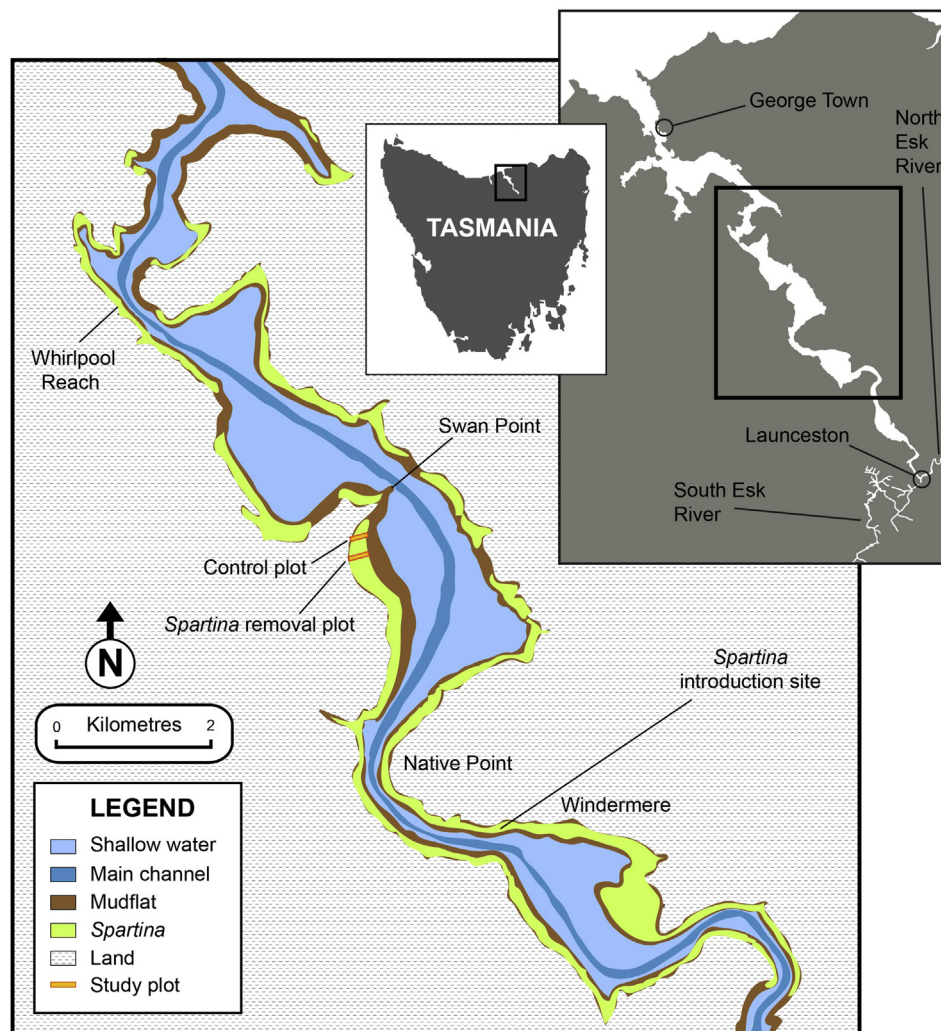 George Town
North
Esk
River
TASMANIA
Launceston
South Esk
River
Whirlpool
Reach
Swan Point
Control plot
Spartina removal plot
N
Spartina
introduction site
0 Kilometres 2
Native Point
Windermere
LEGEND
Shallow water
Main channel
Mudflat
Spartina
Land
Study plot